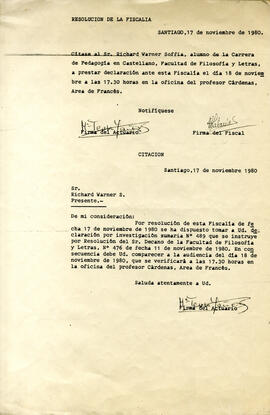 RESOLUCION DE LA FISCALIA
SANTIAGO, 17 de noviembre de 1980.
Cítase al Sr. Richard Warner Soffia, alumno de la Carrera
de Pedagogía en Castellano, Facultad de Filosofía y Letras,
a prestar declaración ante esta Fiscalía el día 18 de noviem
bre a las 17.30 horas en la oficina del profesor Cárdenas,
Area de Francés.
Notifíquese
Firma del Actuario
Firma del Fiscal
CITACION
Santiago, 17 de noviembre 1980
Sr.
Richard Warner S.
Presente.-
De mi consideración:
Por resolución de esta Fiscalía de fe
cha 17 de noviembre de 1980 se ha dispuesto tomar a Ud. de
claración por investigación sumaria N° 489 que se instruye
por Resolución del Sr. Decano de la Facultad de Filosofía
y Letras, N° 476 de fecha 11 de noviembre de 1980. En con
secuencia debe Ud. comparecer a la audiencia del día 18
de noviembre de 1980, que se verificará a las 17.30 horas en
la oficina del profesor Cárdenas, Area de Francés.
Saluda atentamente a Ud.
Firma del Actuario